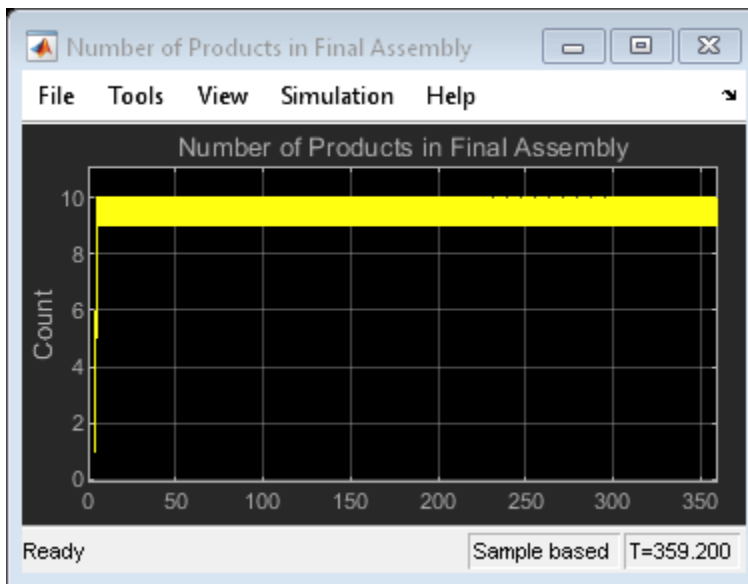 Number of Products in Final Assembly
File Tools View Simulation Help
Number of Products in Final Assembly
10
8
6
4
2
0
Count
0 50 100 150 200 250 300 350
Ready Sample based T=359.200